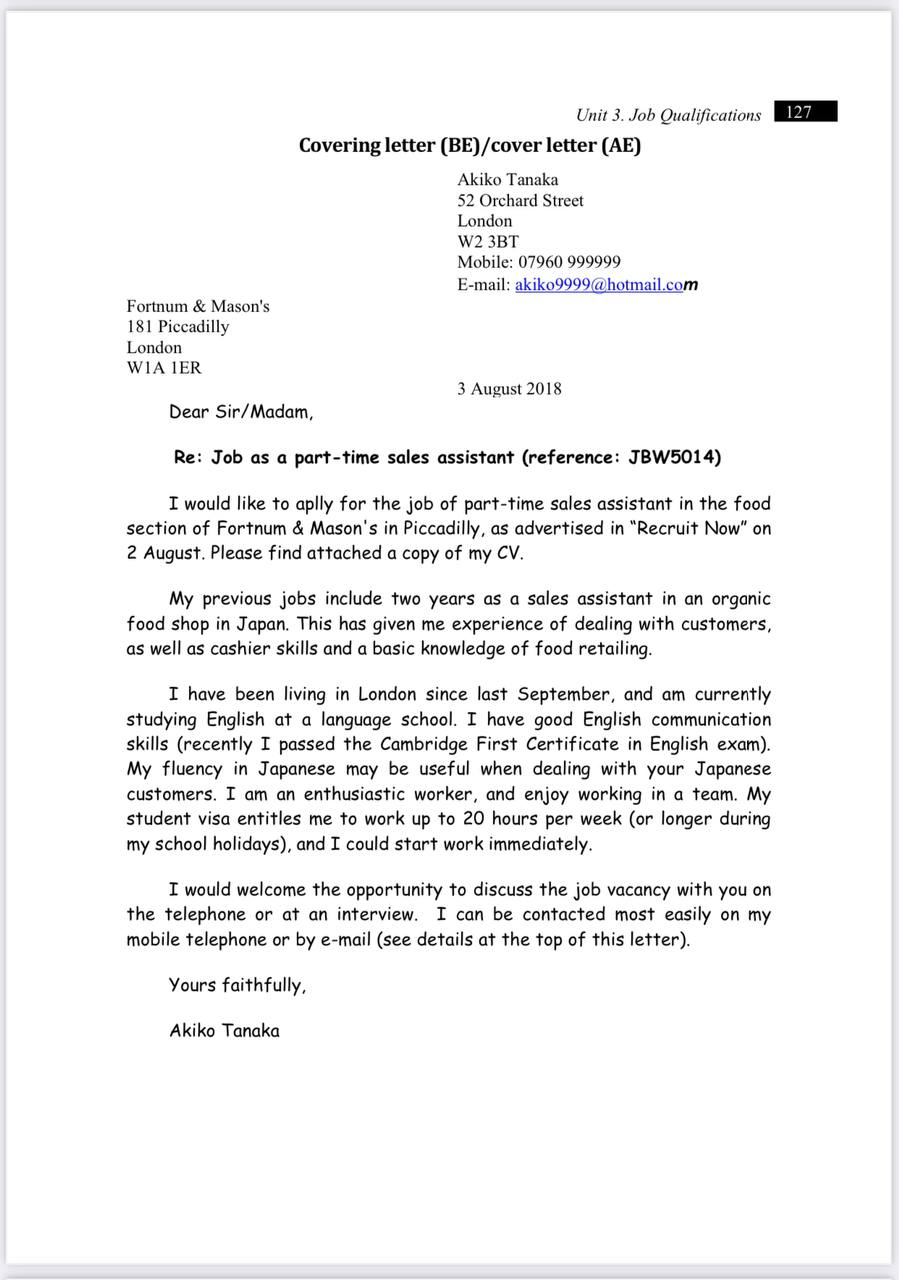 Unit 3. Job Qualifications 127
Covering letter (BE)/cover letter (AE)
Akiko Tanaka
52 Orchard Street
London
W2 3BT
Mobile: 07960 999999
E-mail: akiko9999@hotmail.com
Fortnum & Mason's
181 Piccadilly
London
W1A 1ER
3 August 2018
Dear Sir/Madam,
Re: Job as a part-time sales assistant (reference: JBW5014)
I would like to aplly for the job of part-time sales assistant in the food
section of Fortnum & Mason's in Piccadilly, as advertised in “Recruit Now” on
2 August. Please find attached a copy of my CV.
My previous jobs include two years as a sales assistant in an organic
food shop in Japan. This has given me experience of dealing with customers,
as well as cashier skills and a basic knowledge of food retailing.
I have been living in London since last September, and am currently
studying English at a language school. I have good English communication
skills (recently I passed the Cambridge First Certificate in English exam).
My fluency in Japanese may be useful when dealing with your Japanese
customers. I am an enthusiastic worker, and enjoy working in a team. My
student visa entitles me to work up to 20 hours per week (or longer during
my school holidays), and I could start work immediately.
I would welcome the opportunity to discuss the job vacancy with you on
the telephone or at an interview. I can be contacted most easily on my
mobile telephone or by e-mail (see details at the top of this letter).
Yours faithfully,
Akiko Tanaka